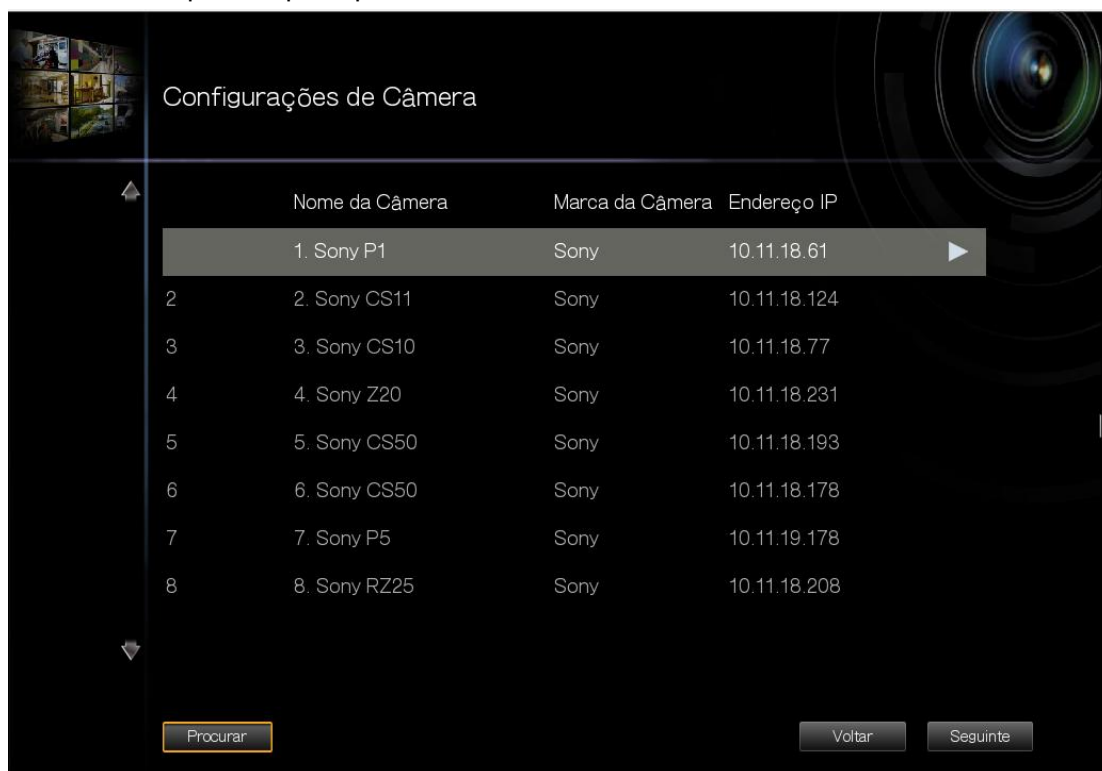 Configurações de Câmera
Nome da Câmera Marca da Câmera Endereço IP
1. Sony P1 Sony 10.11.18.61
2 2. Sony CS11 Sony 10.11.18.124
3 3. Sony CS10 Sony 10.11.18.77
4 4. Sony Z20 Sony 10.11.18.231
5 5. Sony CS50 Sony 10.11.18.193
6 6. Sony CS50 Sony 10.11.18.178
7 7. Sony P5 Sony 10.11.19.178
8 8. Sony RZ25 Sony 10.11.18.208
Procurar Voltar Seguinte